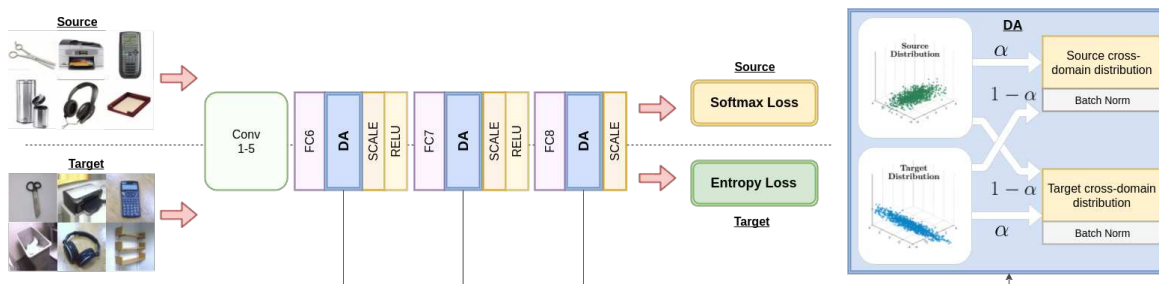 Source
Target
Conv
1-5
FC6
DA
SCALE
RELU
FC7
DA
SCALE
RELU
FC8
DA
SCALE
Source
Softmax Loss
Entropy Loss
Target
DA
Source
Distribution
Target
Distribution
α
1 − α
1 − α
α
Source cross-
domain distribution
Batch Norm
Target cross-domain
distribution
Batch Norm